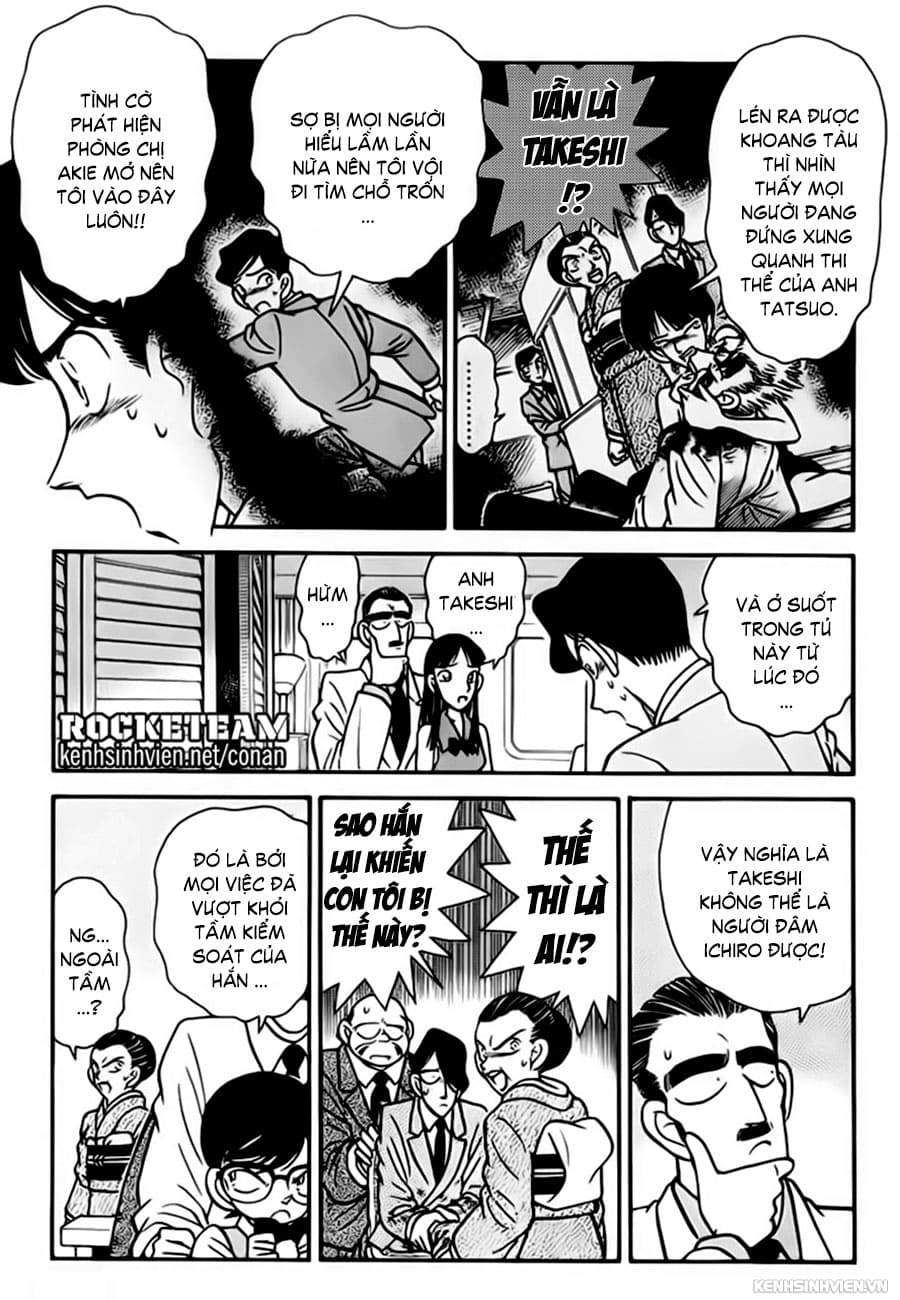 LÉN RA ĐƯỢC
KHOANG TÀU
THÌ NHÌN
THẤY MỌI
NGƯỜI ĐANG
ĐỨNG XUNG
QUANH THI
THỂ CỦA ANH
TATSUO.
VẪN LÀ
TAKESHI
!?
.........
SỢ BỊ MỌI NGƯỜI
HIỂU LẦM LẦN
NỮA NÊN TÔI VỘI
ĐI TÌM CHỖ TRỐN
...
TÌNH CỜ
PHÁT HIỆN
PHÒNG CHỊ
AKIE MỞ NÊN
TÔI VÀO ĐÂY
LUÔN!!
VÀ Ở SUỐT
TRONG TỦ
NÀY TỪ
LÚC ĐÓ
...
ANH
TAKESHI
...
HỪM
...
ROCKETEAM
kenhsinhvien.net/conan
VẬY NGHĨA LÀ
TAKESHI
KHÔNG THỂ LÀ
NGƯỜI ĐÂM
ICHIRO ĐƯỢC!
THẾ
THÌ LÀ
AI!?
SAO HẮN
LẠI KHIẾN
CON TÔI BỊ
THẾ NÀY?
ĐÓ LÀ BỞI
MỌI VIỆC ĐÃ
VƯỢT KHỎI
TẦM KIỂM
SOÁT CỦA
HẮN ...
NG...
NGOÀI
TẦM
...?
KENHSINHVIEN.VN